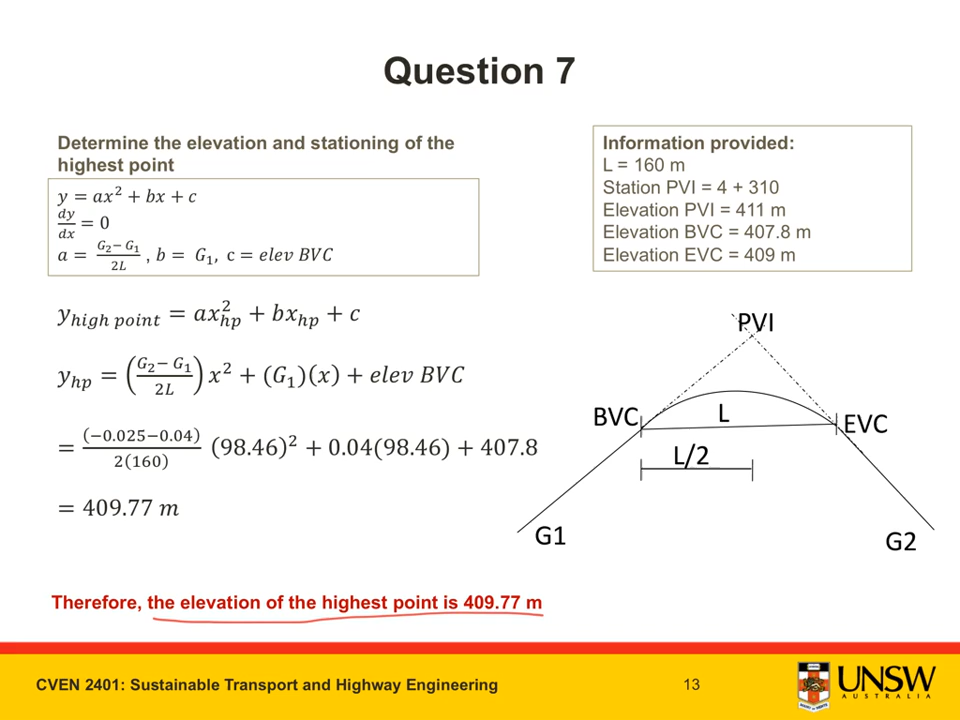 Question 7
Determine the elevation and stationing of the
highest point
y = ax² + bx + c
dy/dx = 0
a = (G₂− G₁)/2L , b = G₁, c = elev BVC
Information provided:
L = 160 m
Station PVI = 4 + 310
Elevation PVI = 411 m
Elevation BVC = 407.8 m
Elevation EVC = 409 m
y_high point = ax²_hp + bx_hp + c
y_hp = ((G₂− G₁)/2L) x² + (G₁)(x) + elev BVC
= (−0.025−0.04)/2(160) (98.46)² + 0.04(98.46) + 407.8
= 409.77 m
PVI
BVC
L
EVC
L/2
G1
G2
Therefore, the elevation of the highest point is 409.77 m
CVEN 2401: Sustainable Transport and Highway Engineering
13
UNSW
AUSTRALIA